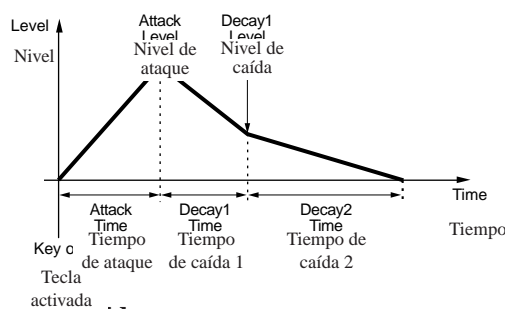 Level
Nivel
Attack
Level
Nivel de
ataque
Decay1
Level
Nivel de
caída
Time
Tiempo
Attack
Time
Tiempo
de ataque
Decay1
Time
Tiempo
de caída 1
Decay2
Time
Tiempo de
caída 2
Key o
Tecla
activada